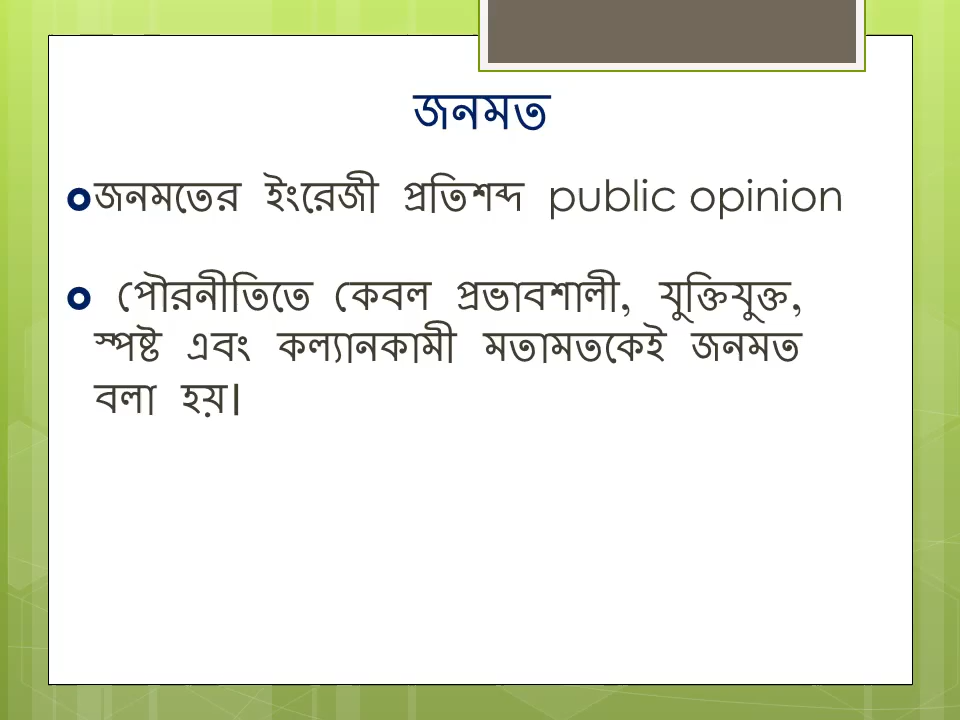 জনমত
জনমতের ইংরেজী প্রতিশব্দ public opinion
পৌরনীতিতে কেবল প্রভাবশালী, যুক্তিযুক্ত,
স্পষ্ট এবং কল্যানকামী মতামতকেই জনমত
বলা হয়।